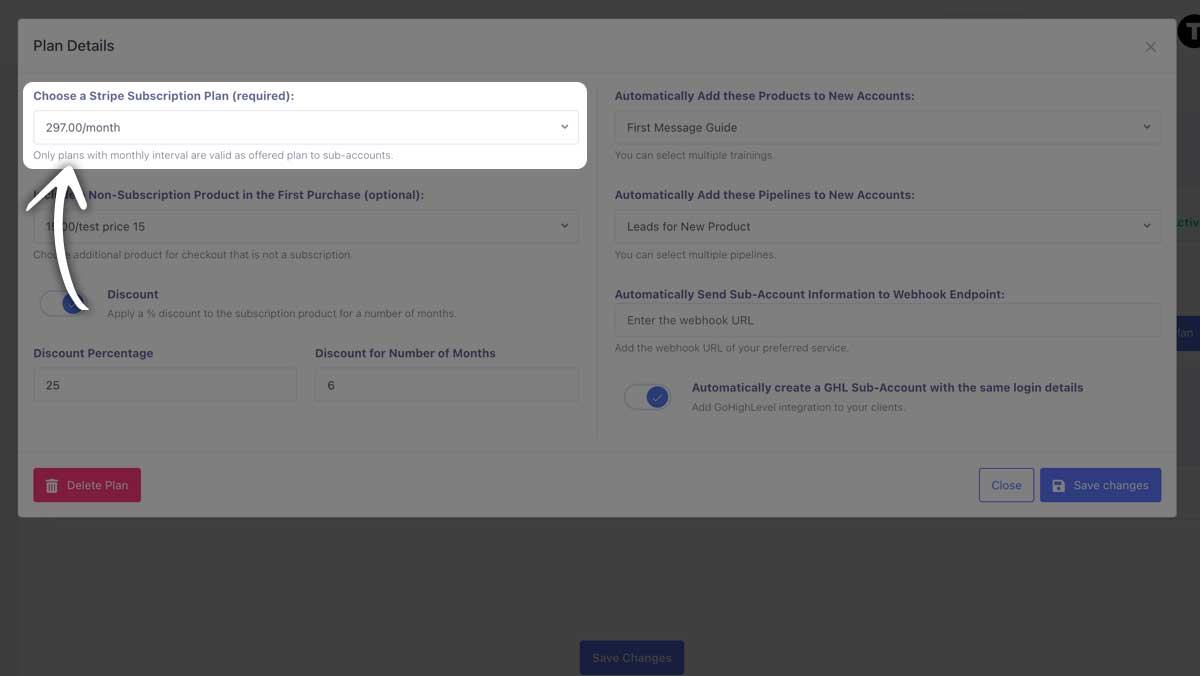 Plan Details
Choose a Stripe Subscription Plan (required):
297.00/month
Only plans with monthly interval are valid as offered plan to sub-accounts.
Non-Subscription Product in the First Purchase (optional):
00/test price 15
additional product for checkout that is not a subscription.
Discount
Apply a % discount to the subscription product for a number of months.
Discount Percentage
Discount for Number of Months
25
6
Automatically Add these Products to New Accounts:
First Message Guide
You can select multiple trainings.
Automatically Add these Pipelines to New Accounts:
Leads for New Product
You can select multiple pipelines.
Automatically Send Sub-Account Information to Webhook Endpoint:
Enter the webhook URL
Add the webhook URL of your preferred service.
Automatically create a GHL Sub-Account with the same login details
Add GoHighLevel integration to your clients.
Delete Plan
Close
Save changes
Save Changes